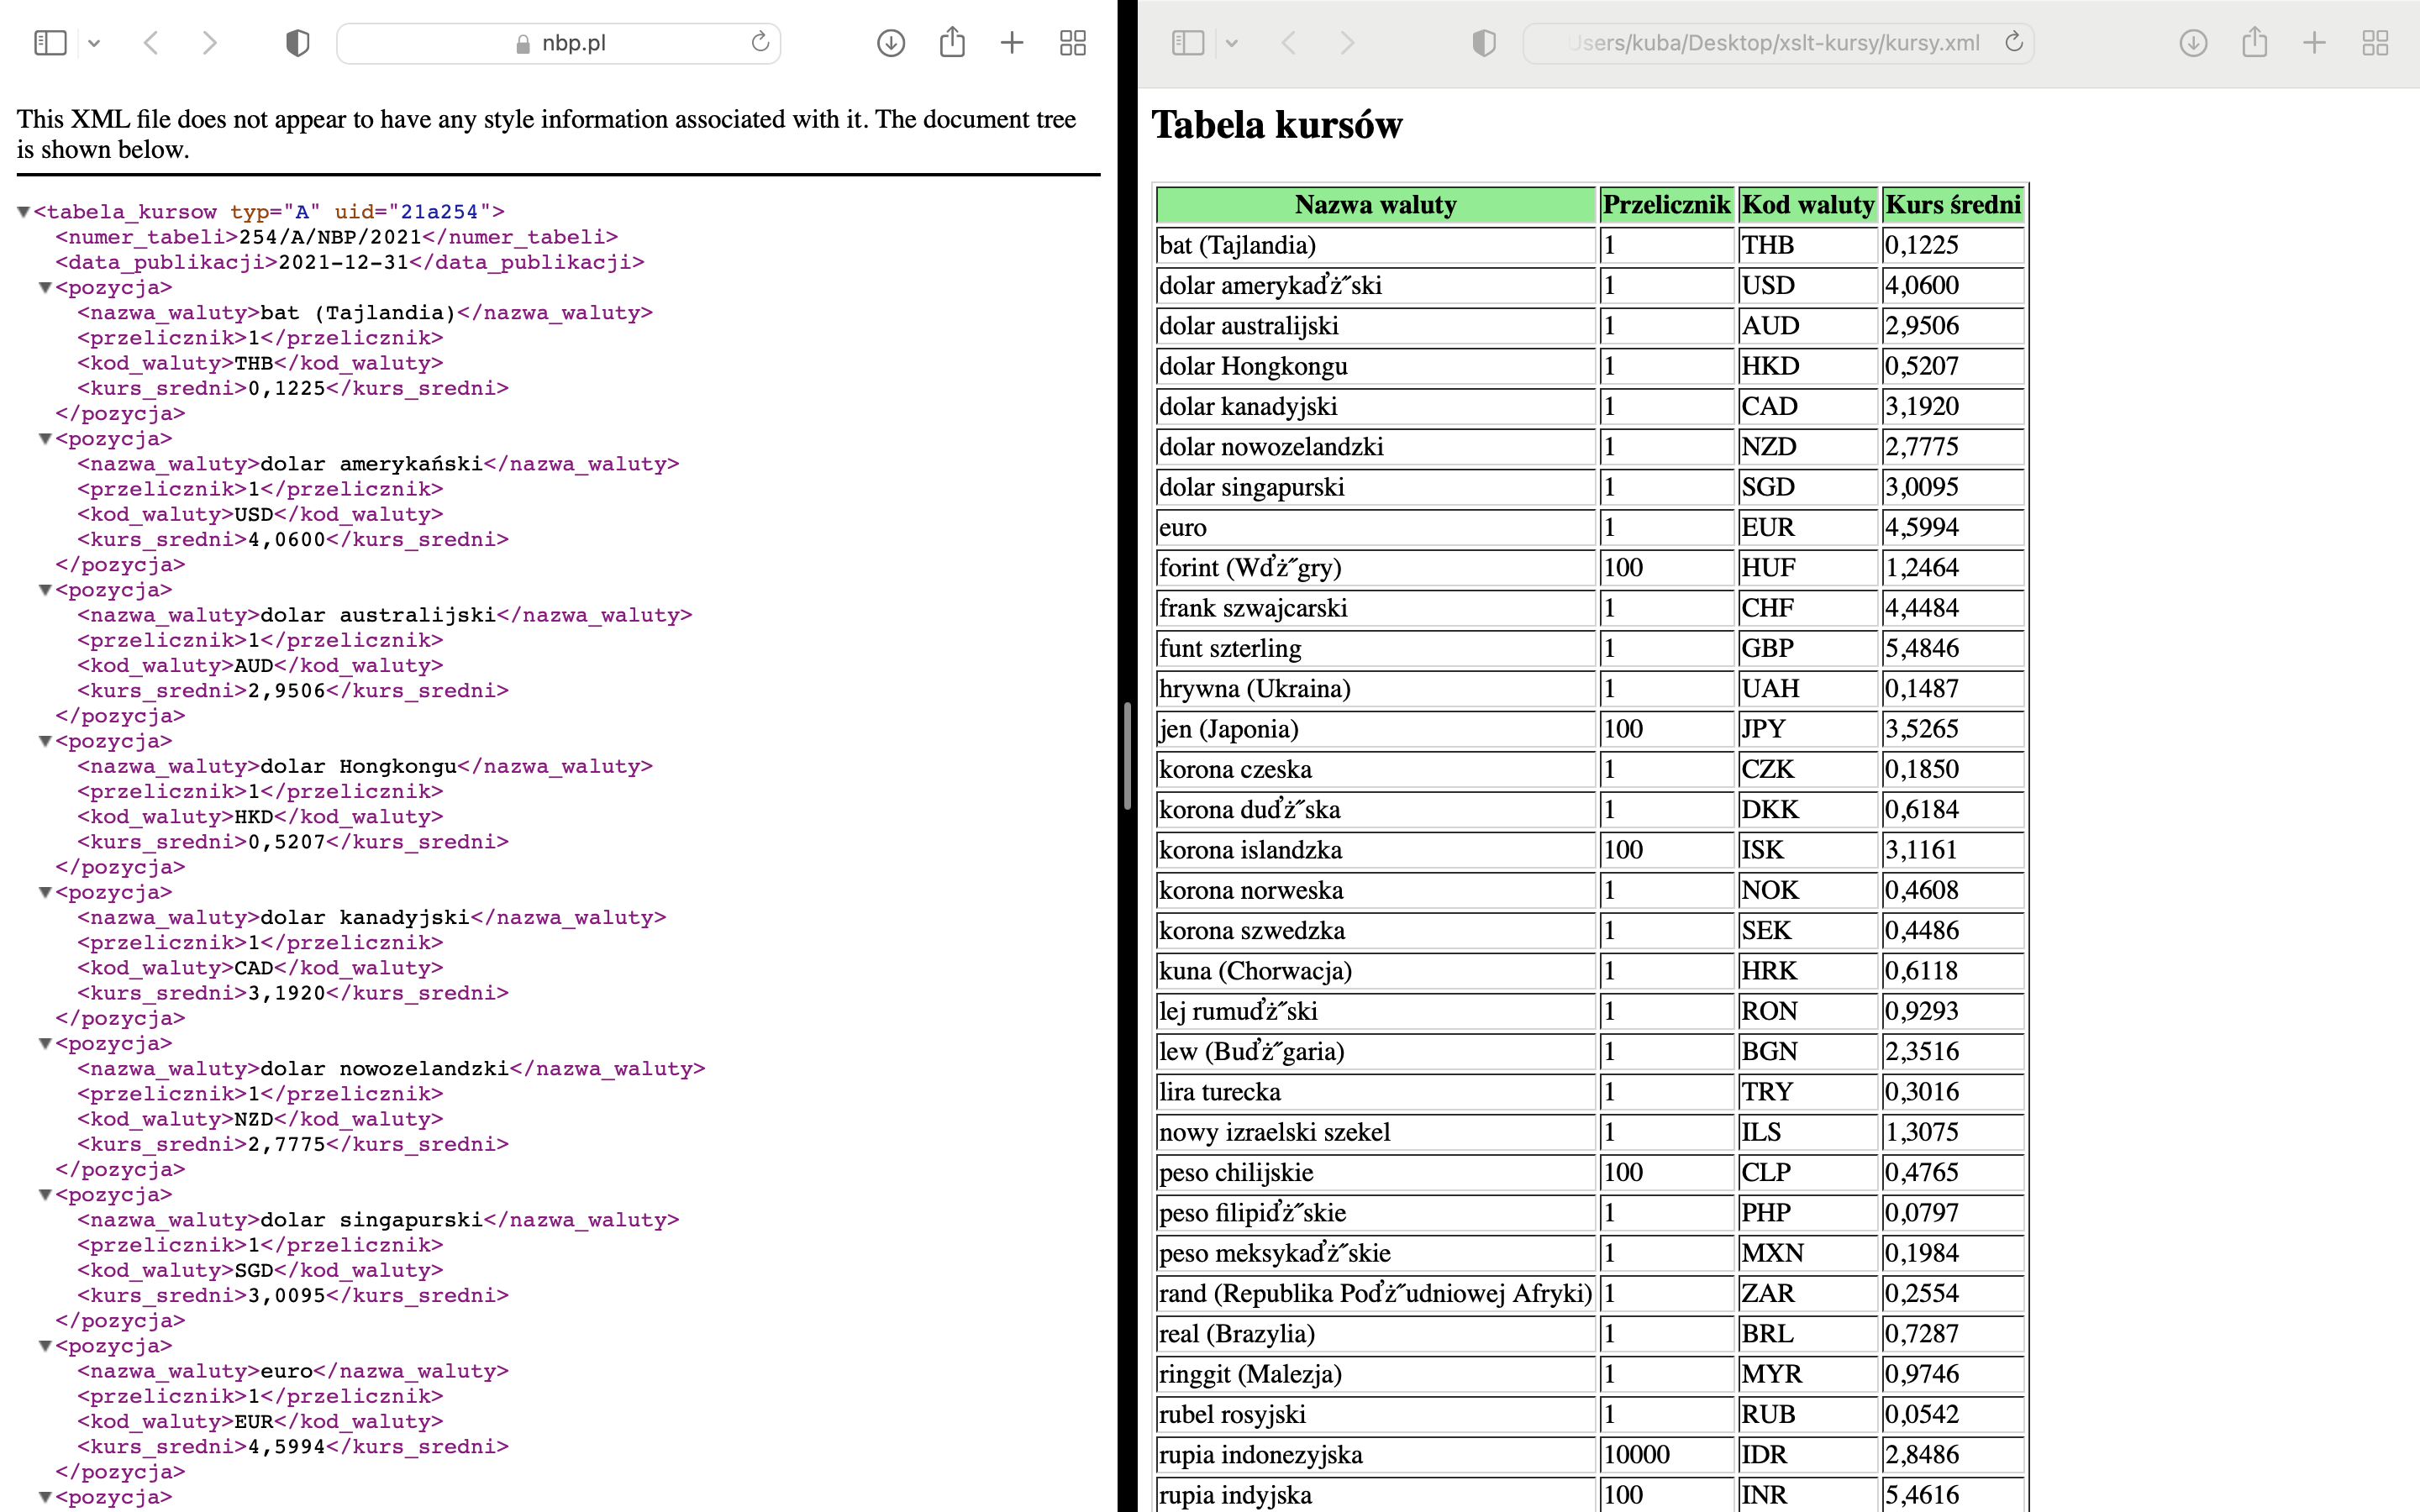 nbp.pl
This XML file does not appear to have any style information associated with it. The document tree
is shown below.
▼<tabela_kursow typ="A" uid="21a254">
<numer_tabeli>254/A/NBP/2021</numer_tabeli>
<data_publikacji>2021-12-31</data_publikacji>
▼<pozycja>
<nazwa_waluty>bat (Tajlandia)</nazwa_waluty>
<przelicznik>1</przelicznik>
<kod_waluty>THB</kod_waluty>
<kurs_sredni>0,1225</kurs_sredni>
</pozycja>
▼<pozycja>
<nazwa_waluty>dolar amerykański</nazwa_waluty>
<przelicznik>1</przelicznik>
<kod_waluty>USD</kod_waluty>
<kurs_sredni>4,0600</kurs_sredni>
</pozycja>
▼<pozycja>
<nazwa_waluty>dolar australijski</nazwa_waluty>
<przelicznik>1</przelicznik>
<kod_waluty>AUD</kod_waluty>
<kurs_sredni>2,9506</kurs_sredni>
</pozycja>
▼<pozycja>
<nazwa_waluty>dolar Hongkongu</nazwa_waluty>
<przelicznik>1</przelicznik>
<kod_waluty>HKD</kod_waluty>
<kurs_sredni>0,5207</kurs_sredni>
</pozycja>
▼<pozycja>
<nazwa_waluty>dolar kanadyjski</nazwa_waluty>
<przelicznik>1</przelicznik>
<kod_waluty>CAD</kod_waluty>
<kurs_sredni>3,1920</kurs_sredni>
</pozycja>
▼<pozycja>
<nazwa_waluty>dolar nowozelandzki</nazwa_waluty>
<przelicznik>1</przelicznik>
<kod_waluty>NZD</kod_waluty>
<kurs_sredni>2,7775</kurs_sredni>
</pozycja>
▼<pozycja>
<nazwa_waluty>dolar singapurski</nazwa_waluty>
<przelicznik>1</przelicznik>
<kod_waluty>SGD</kod_waluty>
<kurs_sredni>3,0095</kurs_sredni>
</pozycja>
▼<pozycja>
<nazwa_waluty>euro</nazwa_waluty>
<przelicznik>1</przelicznik>
<kod_waluty>EUR</kod_waluty>
<kurs_sredni>4,5994</kurs_sredni>
</pozycja>
▼<pozycja>
Jsers/kuba/Desktop/xslt-kursy/kursy.xml
Tabela kursów
Nazwa waluty Przelicznik Kod waluty Kurs średni
bat (Tajlandia) 1 THB 0,1225
dolar amerykaďż˝ski 1 USD 4,0600
dolar australijski 1 AUD 2,9506
dolar Hongkongu 1 HKD 0,5207
dolar kanadyjski 1 CAD 3,1920
dolar nowozelandzki 1 NZD 2,7775
dolar singapurski 1 SGD 3,0095
euro 1 EUR 4,5994
forint (Wďż˝gry) 100 HUF 1,2464
frank szwajcarski 1 CHF 4,4484
funt szterling 1 GBP 5,4846
hrywna (Ukraina) 1 UAH 0,1487
jen (Japonia) 100 JPY 3,5265
korona czeska 1 CZK 0,1850
korona duďż˝ska 1 DKK 0,6184
korona islandzka 100 ISK 3,1161
korona norweska 1 NOK 0,4608
korona szwedzka 1 SEK 0,4486
kuna (Chorwacja) 1 HRK 0,6118
lej rumuďż˝ski 1 RON 0,9293
lew (Buďż˝garia) 1 BGN 2,3516
lira turecka 1 TRY 0,3016
nowy izraelski szekel 1 ILS 1,3075
peso chilijskie 100 CLP 0,4765
peso filipiďż˝skie 1 PHP 0,0797
peso meksykaďż˝skie 1 MXN 0,1984
rand (Republika Poďż˝udniowej Afryki) 1 ZAR 0,2554
real (Brazylia) 1 BRL 0,7287
ringgit (Malezja) 1 MYR 0,9746
rubel rosyjski 1 RUB 0,0542
rupia indonezyjska 10000 IDR 2,8486
rupia indyjska 100 INR 5,4616